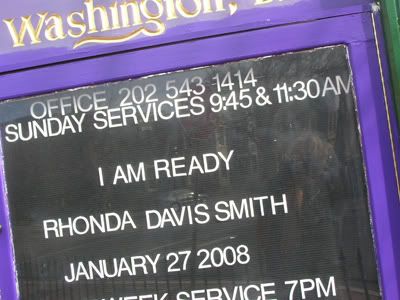 Washington,
OFFICE 202 543 1414
SUNDAY SERVICES 9:45 & 11:30 AM
I AM READY
RHONDA DAVIS SMITH
JANUARY 27 2008
WEEK SERVICE 7PM